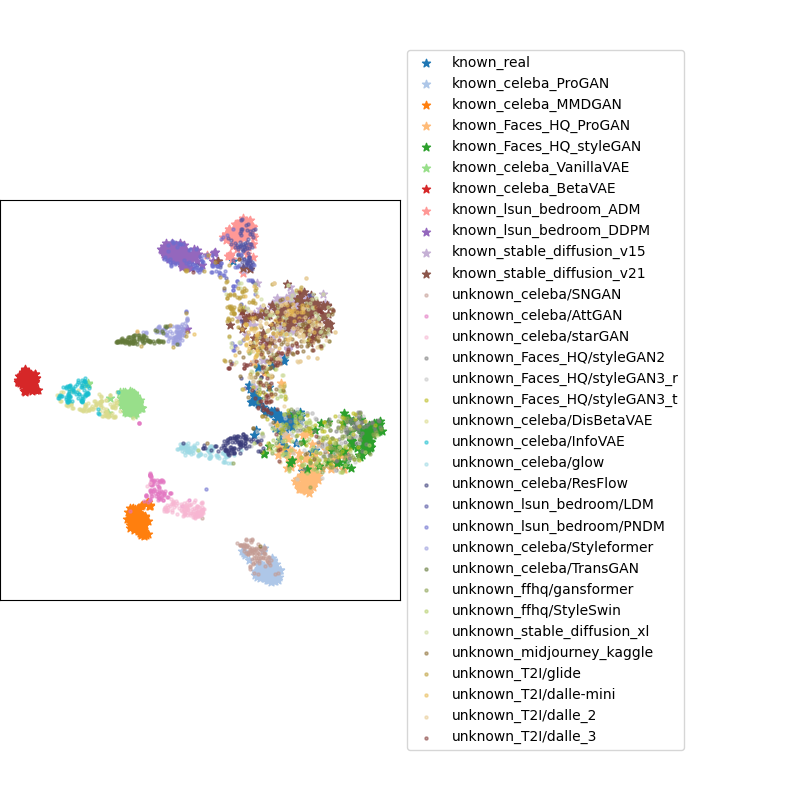 known_real
known_celeba_ProGAN
known_celeba_MMDGAN
known_Faces_HQ_ProGAN
known_Faces_HQ_styleGAN
known_celeba_VanillaVAE
known_celeba_BetaVAE
known_lsun_bedroom_ADM
known_lsun_bedroom_DDPM
known_stable_diffusion_v15
known_stable_diffusion_v21
unknown_celeba/SNGAN
unknown_celeba/AttGAN
unknown_celeba/starGAN
unknown_Faces_HQ/styleGAN2
unknown_Faces_HQ/styleGAN3_r
unknown_Faces_HQ/styleGAN3_t
unknown_celeba/DisBetaVAE
unknown_celeba/InfoVAE
unknown_celeba/glow
unknown_celeba/ResFlow
unknown_lsun_bedroom/LDM
unknown_lsun_bedroom/PNDM
unknown_celeba/Styleformer
unknown_celeba/TransGAN
unknown_ffhq/gansformer
unknown_ffhq/StyleSwin
unknown_stable_diffusion_xl
unknown_midjourney_kaggle
unknown_T2I/glide
unknown_T2I/dalle-mini
unknown_T2I/dalle_2
unknown_T2I/dalle_3